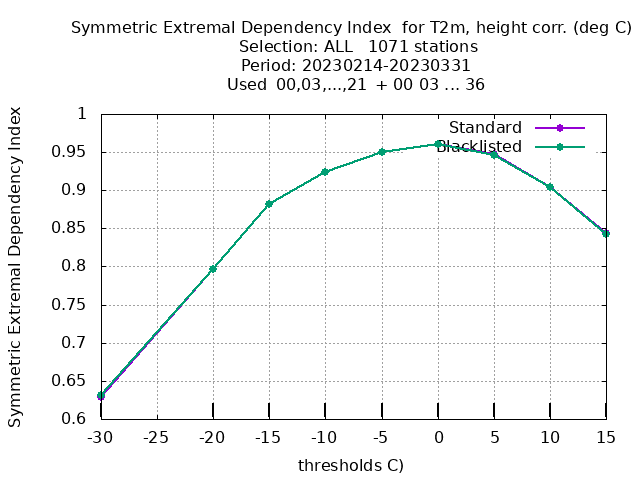 Symmetric Extremal Dependency Index  for T2m, height corr. (deg C)
Selection: ALL   1071 stations
Period: 20230214-20230331
Used  00,03,...,21  + 00 03 ... 36
Symmetric Extremal Dependency Index
1
0.95
0.9
0.85
0.8
0.75
0.7
0.65
0.6
Standard
Blacklisted
-30 -25 -20 -15 -10 -5 0 5 10 15
thresholds C)